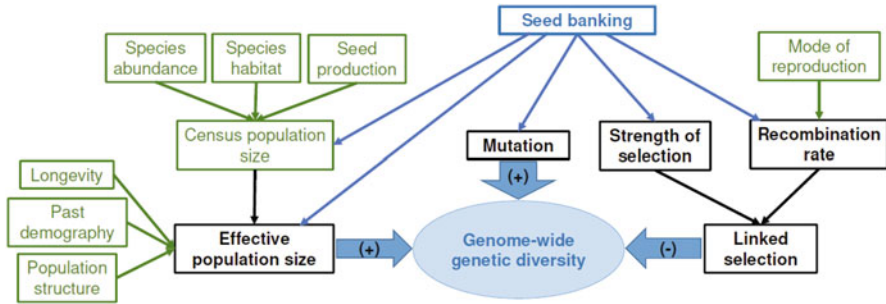 Seed banking
Species
abundance
Species
habitat
Seed
production
Mode of
reproduction
Census population
size
Mutation
Strength of
selection
Recombination
rate
Longevity
Past
demography
Population
structure
Effective
population size
(+)
(+)
Genome-wide
genetic diversity
(-)
Linked
selection